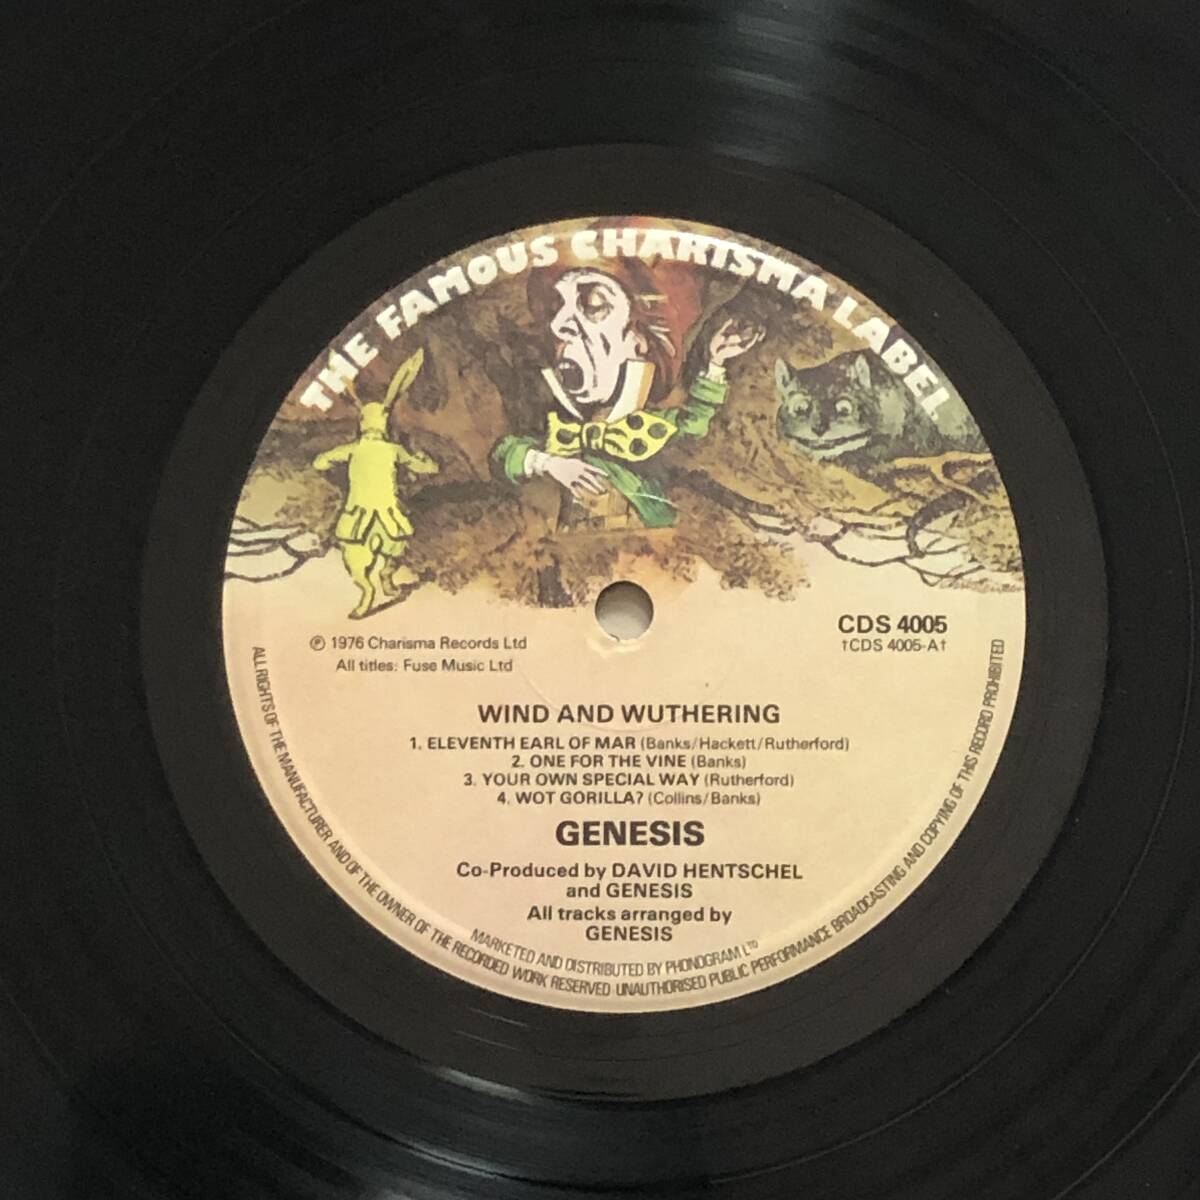 THE FAMOUS CHARISMA LABEL
℗ 1976 Charisma Records Ltd
All titles: Fuse Music Ltd
CDS 4005
†CDS 4005-A†
WIND AND WUTHERING
1. ELEVENTH EARL OF MAR (Banks/Hackett/Rutherford)
2. ONE FOR THE VINE (Banks)
3. YOUR OWN SPECIAL WAY (Rutherford)
4. WOT GORILLA? (Collins/Banks)
GENESIS
Co-Produced by DAVID HENTSCHEL
and GENESIS
All tracks arranged by
GENESIS
MARKETED AND DISTRIBUTED BY PHONOGRAM LTD
ALL RIGHTS OF THE MANUFACTURER AND OF THE OWNER OF THE RECORDED WORK RESERVED UNAUTHORISED PUBLIC PERFORMANCE BROADCASTING AND COPYING OF THIS RECORD PROHIBITED